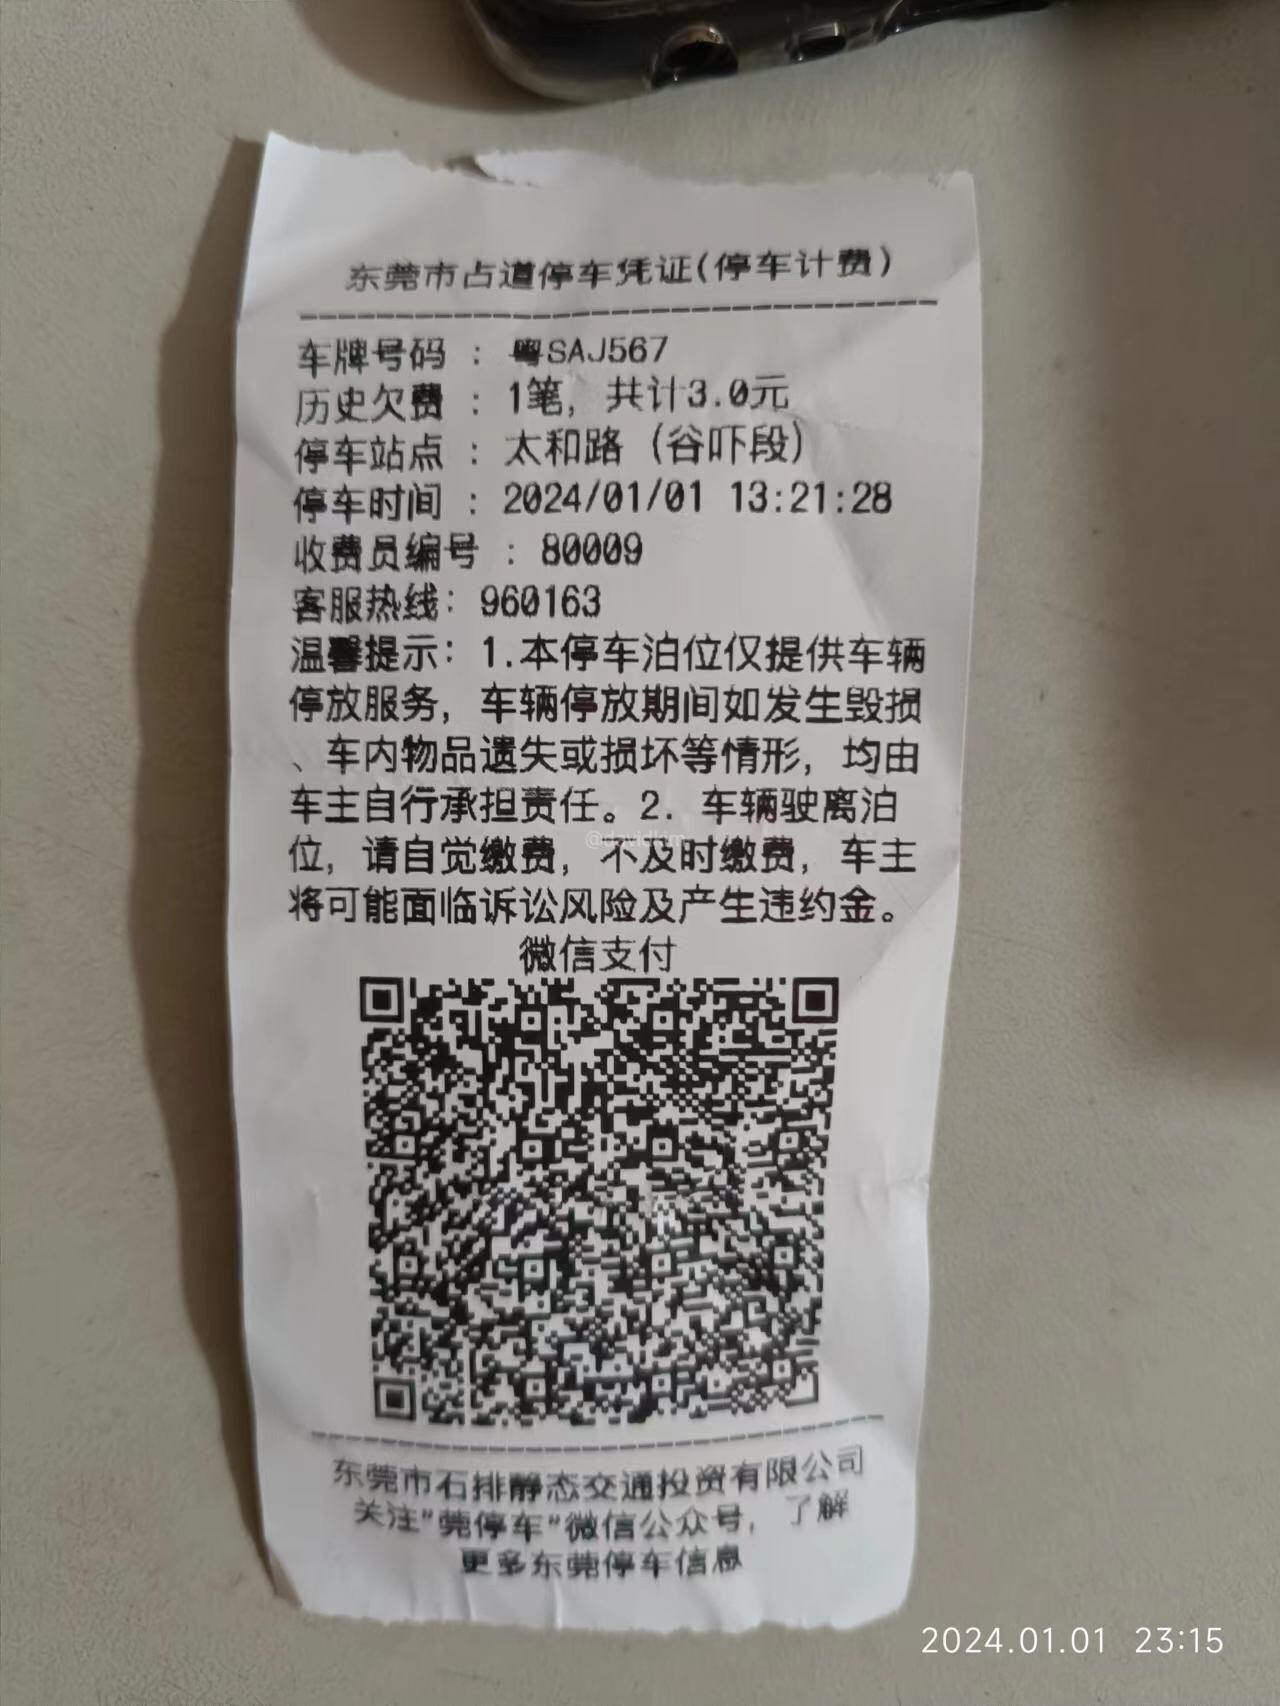 东莞市占道停车凭证(停车计费)
车牌号码 : 粤SAJ567
历史欠费 : 1笔, 共计3.0元
停车站点 : 太和路 (谷吓段)
停车时间 : 2024/01/01 13:21:28
收费员编号 : 80009
客服热线: 960163
温馨提示: 1.本停车泊位仅提供车辆
停放服务, 车辆停放期间如发生毁损
、车内物品遗失或损坏等情形, 均由
车主自行承担责任。2. 车辆驶离泊
位, 请自觉缴费, 不及时缴费, 车主
将可能面临诉讼风险及产生违约金。
@davidkim
微信支付
东莞市石排静态交通投资有限公司
关注"莞停车"微信公众号, 了解
更多东莞停车信息
2024.01.01 23:15